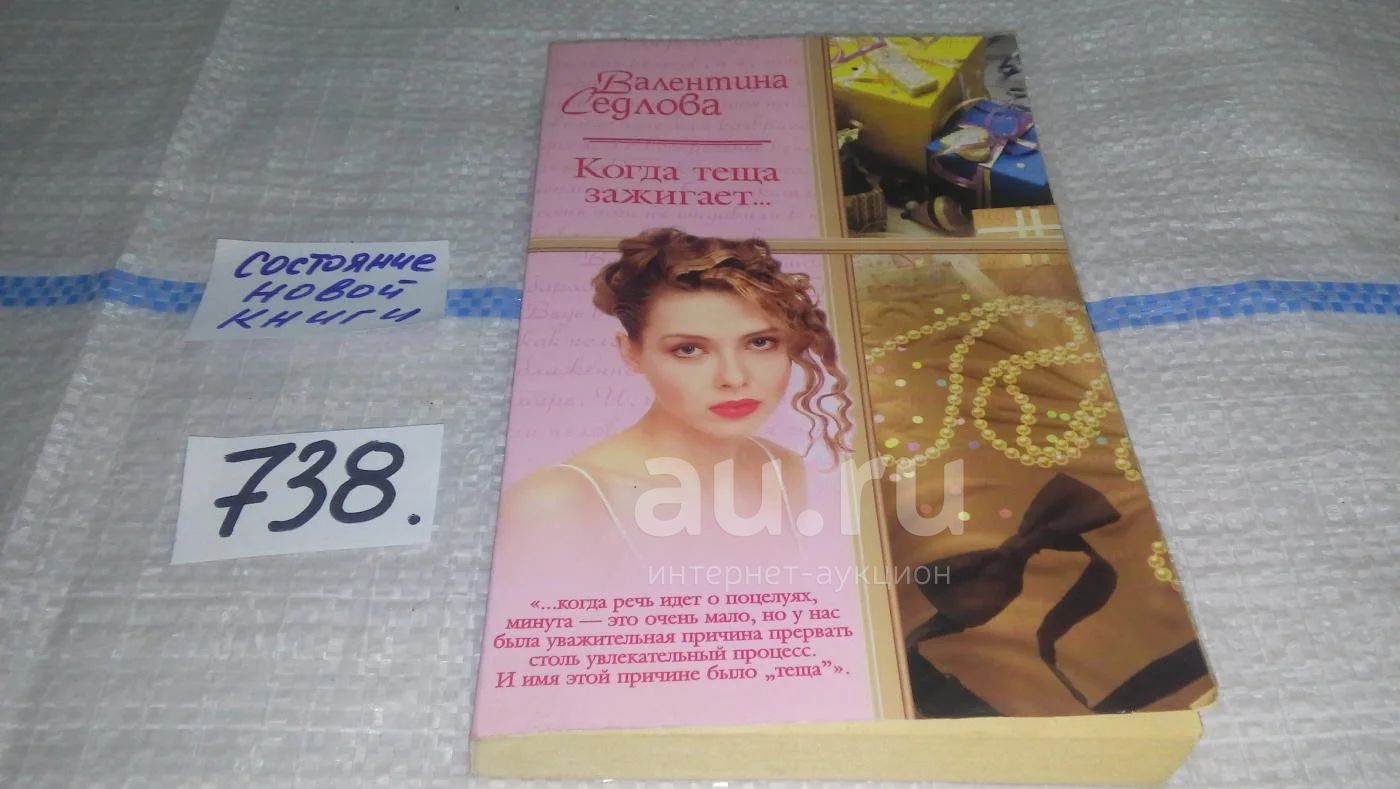 Валентина
Седлова
Когда теща
зажигает...
«...когда речь идет о поцелуях,
минута — это очень мало, но у нас
была уважительная причина прервать
столь увлекательный процесс.
И имя этой причине было „теща”».
состояние
новой
книги
738.
au.ru
интернет-аукцион